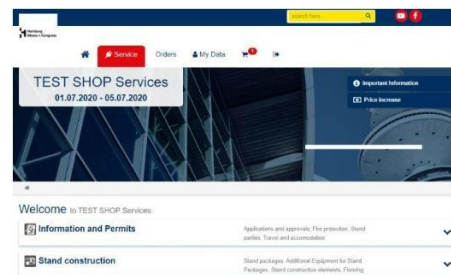 search here..
Hamburg
Messe + Congress
Service
Orders
My Data
0
TEST SHOP Services
01.07.2020 - 05.07.2020
Important Information
Price increase
Welcome to TEST SHOP Services
Information and Permits
Applications and approvals, Fire protection, Stand
parties, Travel and accomodation
Stand construction
Stand packages, Additional Equipment for Stand
Packages, Stand construction elements, Flooring